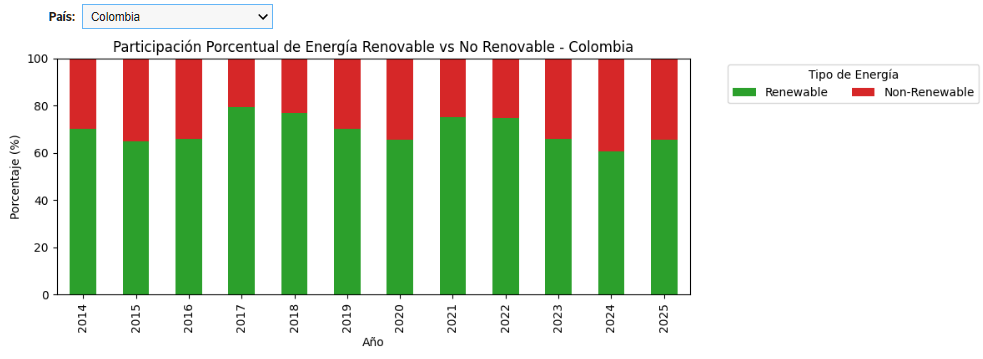 País: Colombia
Participación Porcentual de Energía Renovable vs No Renovable - Colombia
Tipo de Energía
Renewable Non-Renewable
Porcentaje (%)
100
80
60
40
20
0
2014 2015 2016 2017 2018 2019 2020 2021 2022 2023 2024 2025
Año